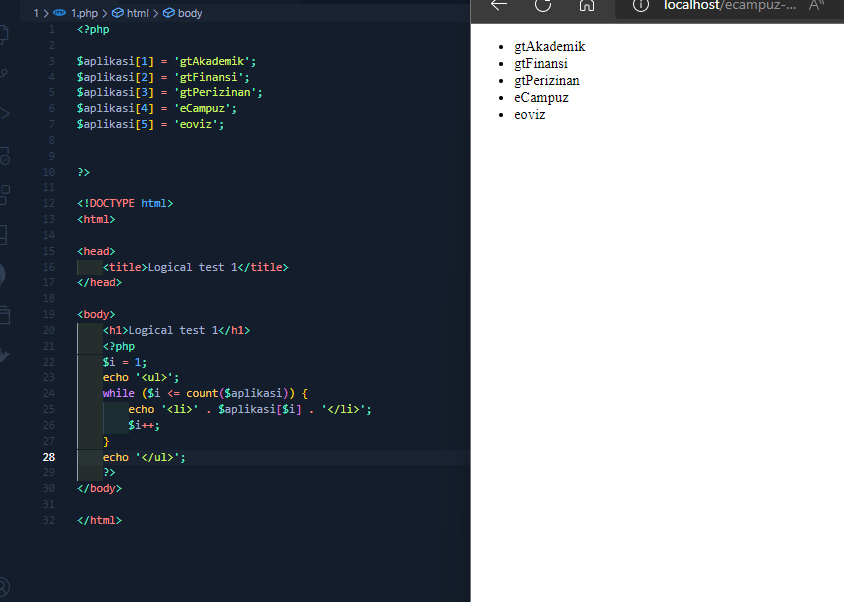 1 > 1.php > html > body
1 <?php
2
3 $aplikasi[1] = 'gtAkademik';
4 $aplikasi[2] = 'gtFinansi';
5 $aplikasi[3] = 'gtPerizinan';
6 $aplikasi[4] = 'eCampuz';
7 $aplikasi[5] = 'eoviz';
8
9
10 ?>
11
12 <!DOCTYPE html>
13 <html>
14
15 <head>
16 <title>Logical test 1</title>
17 </head>
18
19 <body>
20 <h1>Logical test 1</h1>
21 <?php
22 $i = 1;
23 echo '<ul>';
24 while ($i <= count($aplikasi)) {
25 echo '<li>' . $aplikasi[$i] . '</li>';
26 $i++;
27 }
28 echo '</ul>';
29 ?>
30 </body>
31
32 </html>
localhost/ecampuz-...
A
• gtAkademik
• gtFinansi
• gtPerizinan
• eCampuz
• eoviz